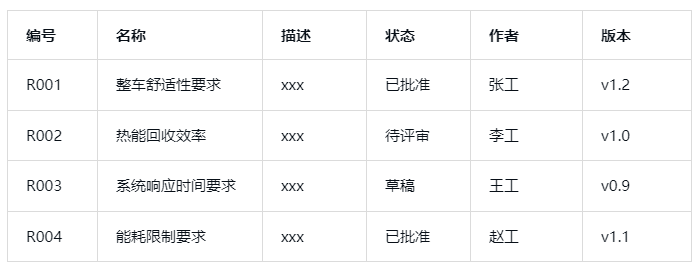 编号 名称 描述 状态 作者 版本
R001 整车舒适性要求 xxx 已批准 张工 v1.2
R002 热能回收效率 xxx 待评审 李工 v1.0
R003 系统响应时间要求 xxx 草稿 王工 v0.9
R004 能耗限制要求 xxx 已批准 赵工 v1.1